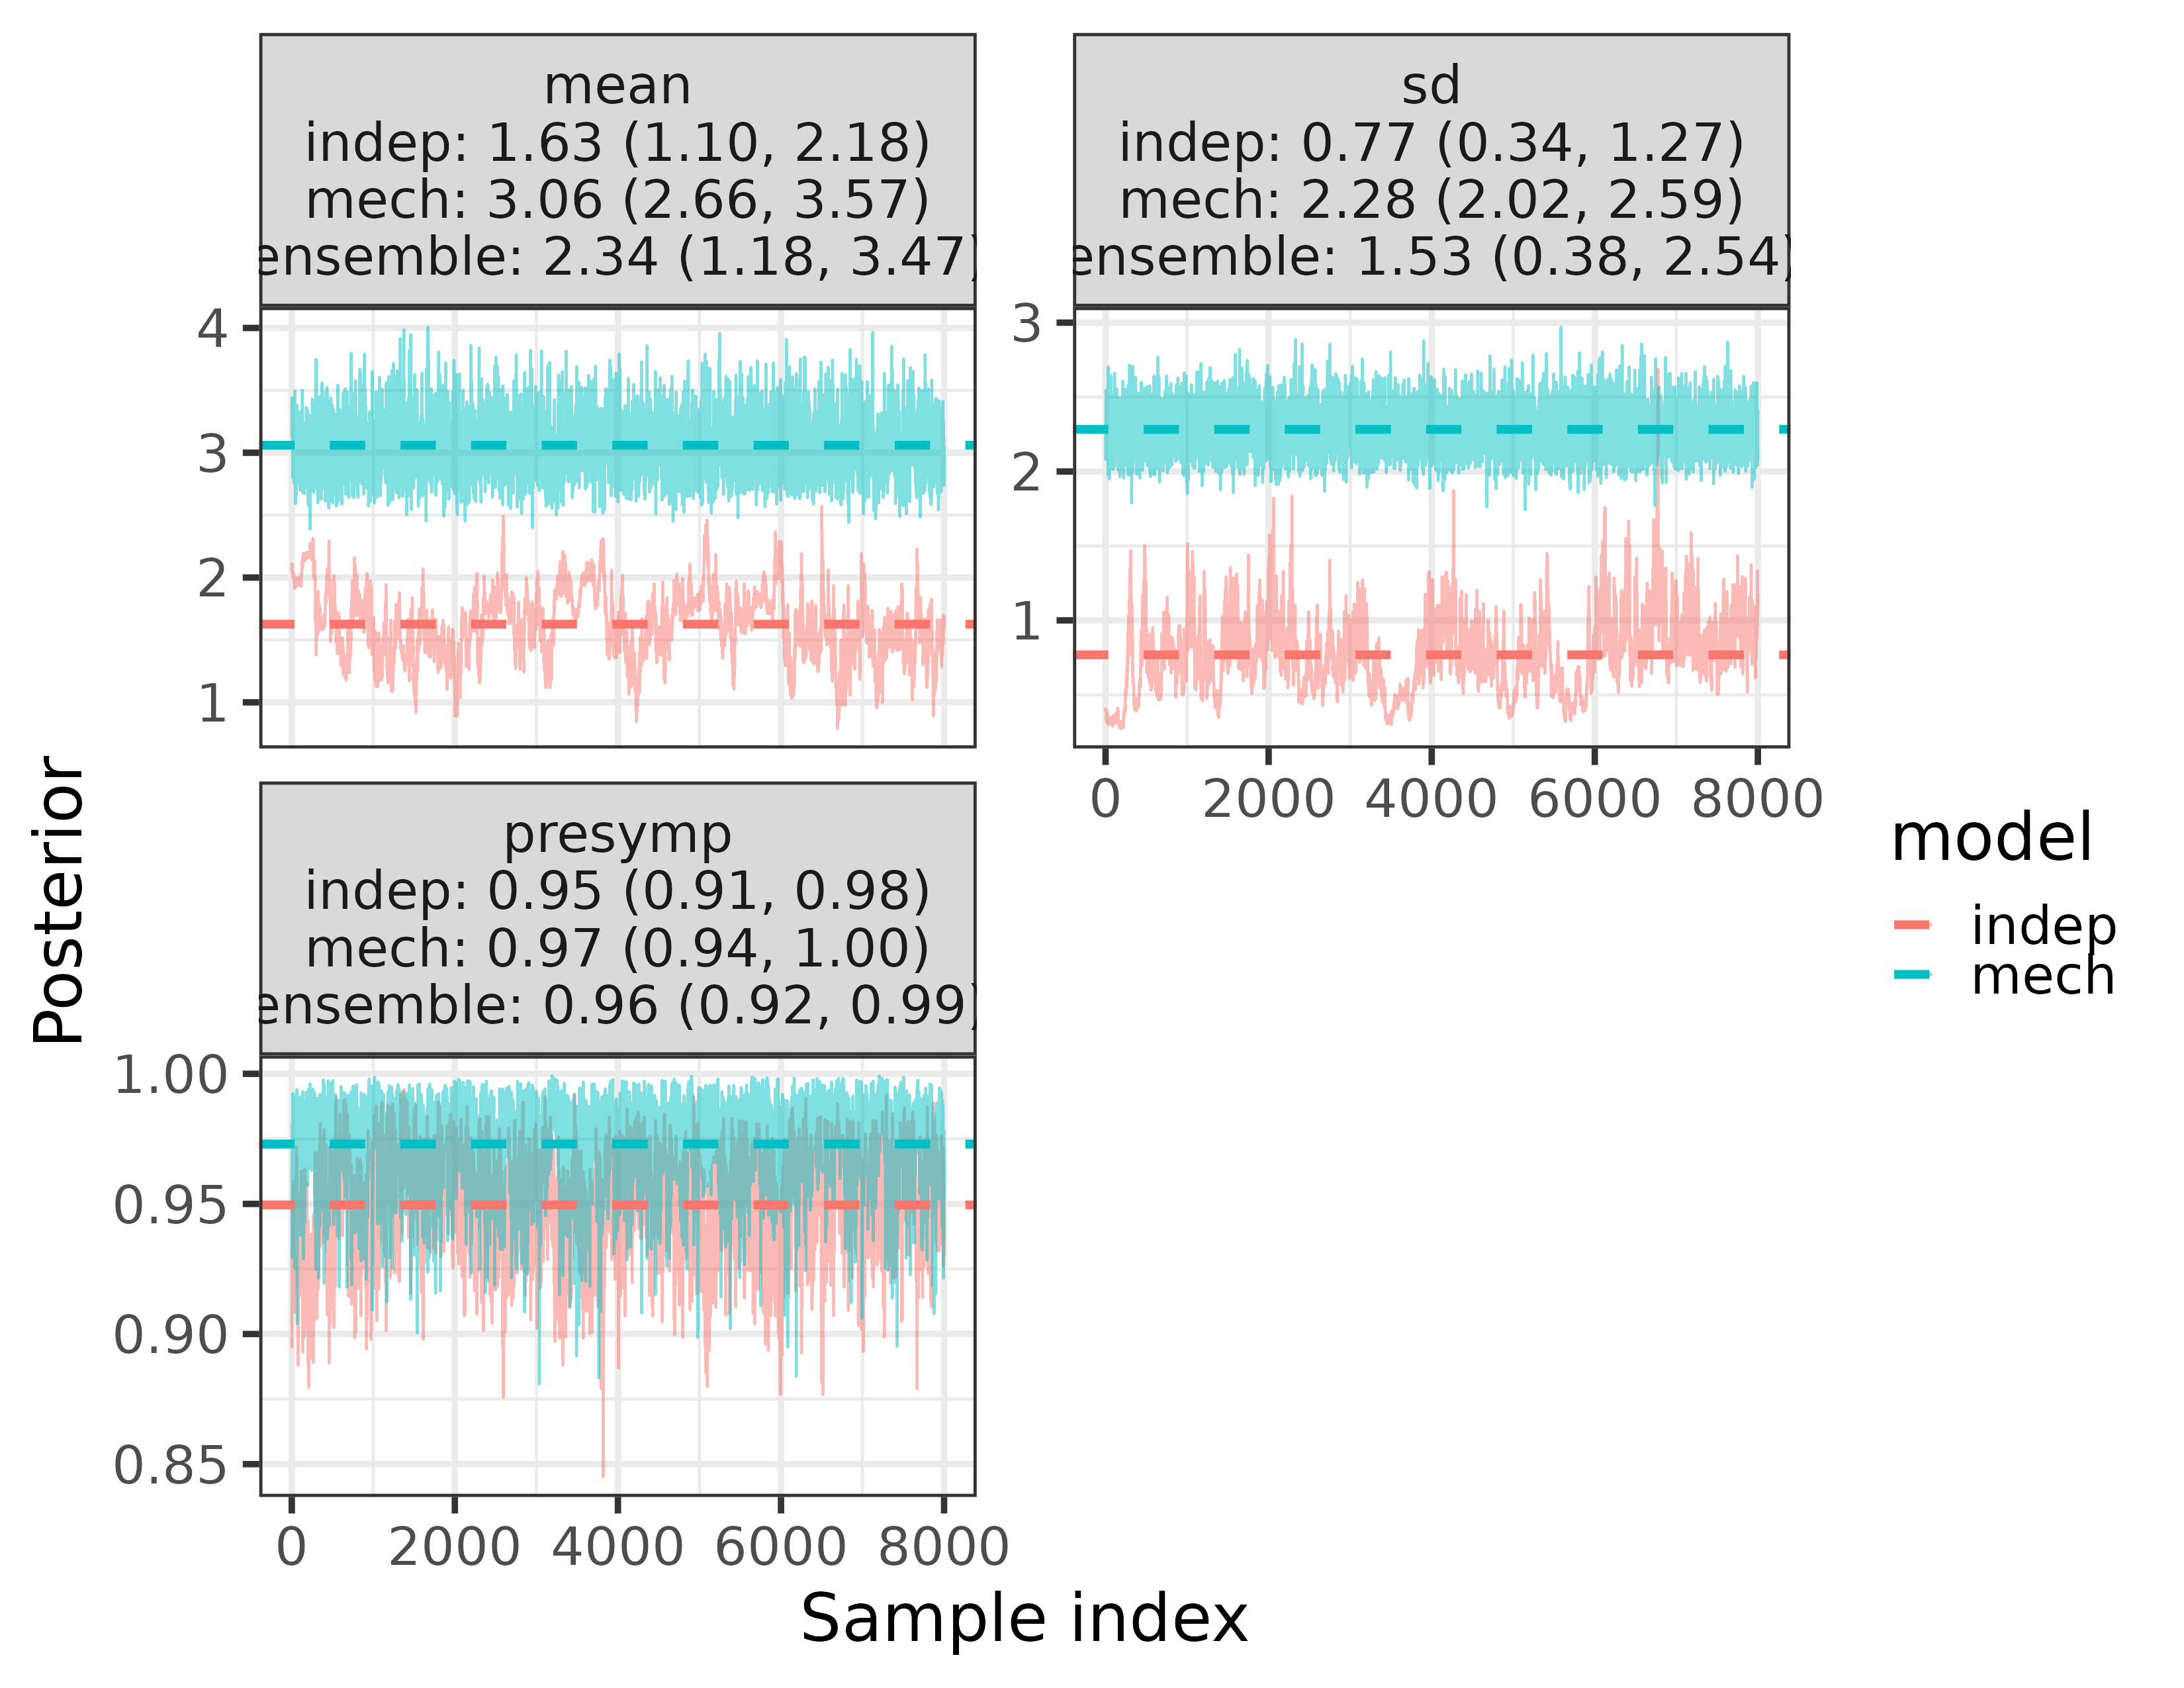 mean
indep: 1.63 (1.10, 2.18)
mech: 3.06 (2.66, 3.57)
ensemble: 2.34 (1.18, 3.47)
sd
indep: 0.77 (0.34, 1.27)
mech: 2.28 (2.02, 2.59)
ensemble: 1.53 (0.38, 2.54)
4
3
2
1
3
2
1
0 2000 4000 6000 8000
presymp
indep: 0.95 (0.91, 0.98)
mech: 0.97 (0.94, 1.00)
ensemble: 0.96 (0.92, 0.99)
1.00
0.95
0.90
0.85
0 2000 4000 6000 8000
Sample index
Posterior
model
indep
mech